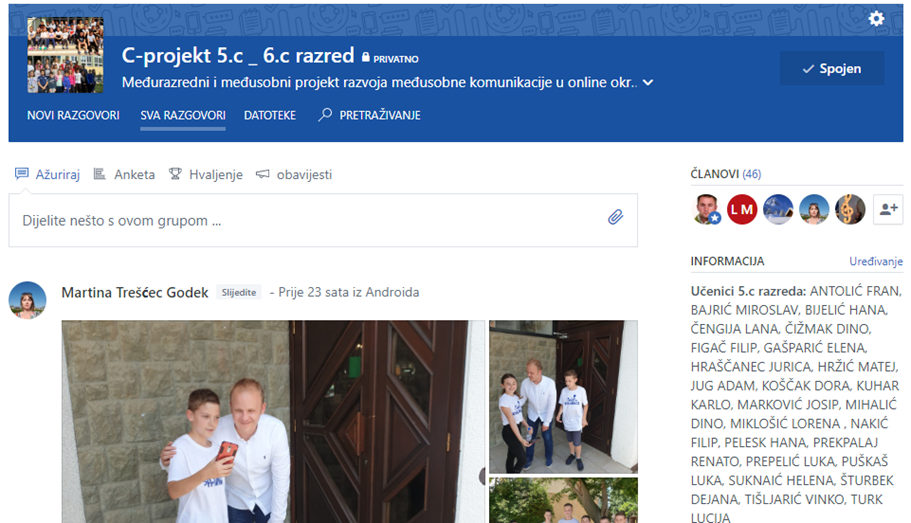 C-projekt 5.c _ 6.c razred PRIVATNO
Međurazredni i međusobni projekt razvoja međusobne komunikacije u online okr..
Spojen
NOVI RAZGOVORI SVA RAZGOVORI DATOTEKE PRETRAŽIVANJE
Ažuriraj Anketa Hvaljenje obavijesti
Dijelite nešto s ovom grupom ...
Martina Trešćec Godek Slijedite - Prije 23 sata iz Androida
ČLANOVI (46)
L M
INFORMACIJA Uređivanje
Učenici 5.c razreda: ANTOLIĆ FRAN,
BAJRIĆ MIROSLAV, BIJELIĆ HANA,
ČENGIJA LANA, ČIŽMAK DINO,
FIGAČ FILIP, GAŠPARIĆ ELENA,
HRAŠČANEC JURICA, HRŽIĆ MATEJ,
JUG ADAM, KOŠČAK DORA, KUHAR
KARLO, MARKOVIĆ JOSIP, MIHALIĆ
DINO, MIKLOŠIĆ LORENA , NAKIĆ
FILIP, PELESK HANA, PREKPALAJ
RENATO, PREPELIĆ LUKA, PUŠKAŠ
LUKA, SUKNAIĆ HELENA, ŠTURBEK
DEJANA, TIŠLJARIĆ VINKO, TURK
LUCIJA